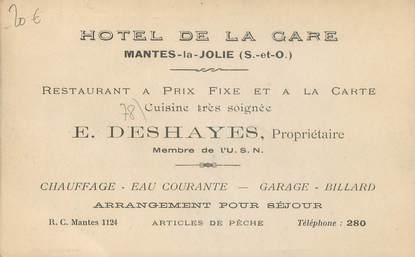 20 €
HOTEL DE LA GARE
MANTES-la-JOLIE (S.-et-O.)
RESTAURANT A PRIX FIXE ET A LA CARTE
78)
Cuisine très soignée
E. DESHAYES, Propriétaire
Membre de l'U. S. N.
CHAUFFAGE - EAU COURANTE — GARAGE - BILLARD
ARRANGEMENT POUR SÉJOUR
R. C. Mantes 1124 ARTICLES DE PÊCHE Téléphone : 280